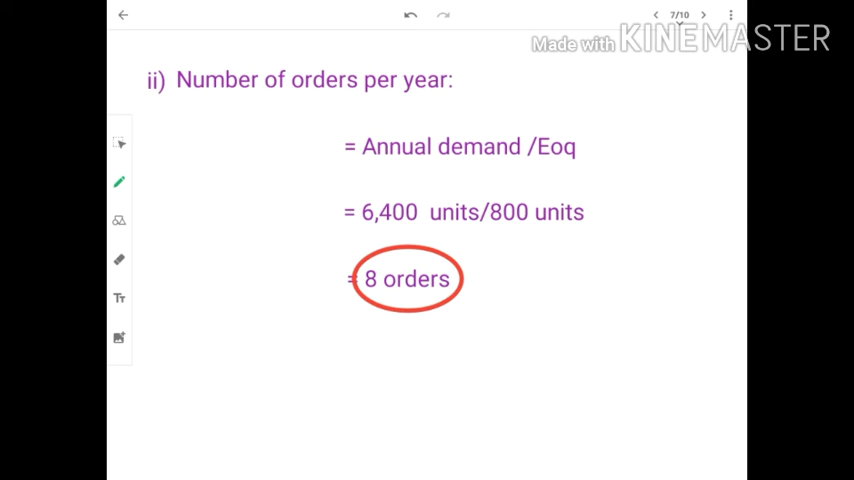 7/10
Made with KINEMASTER
ii) Number of orders per year:
= Annual demand /Eoq
= 6,400 units/800 units
= 8 orders
Tт